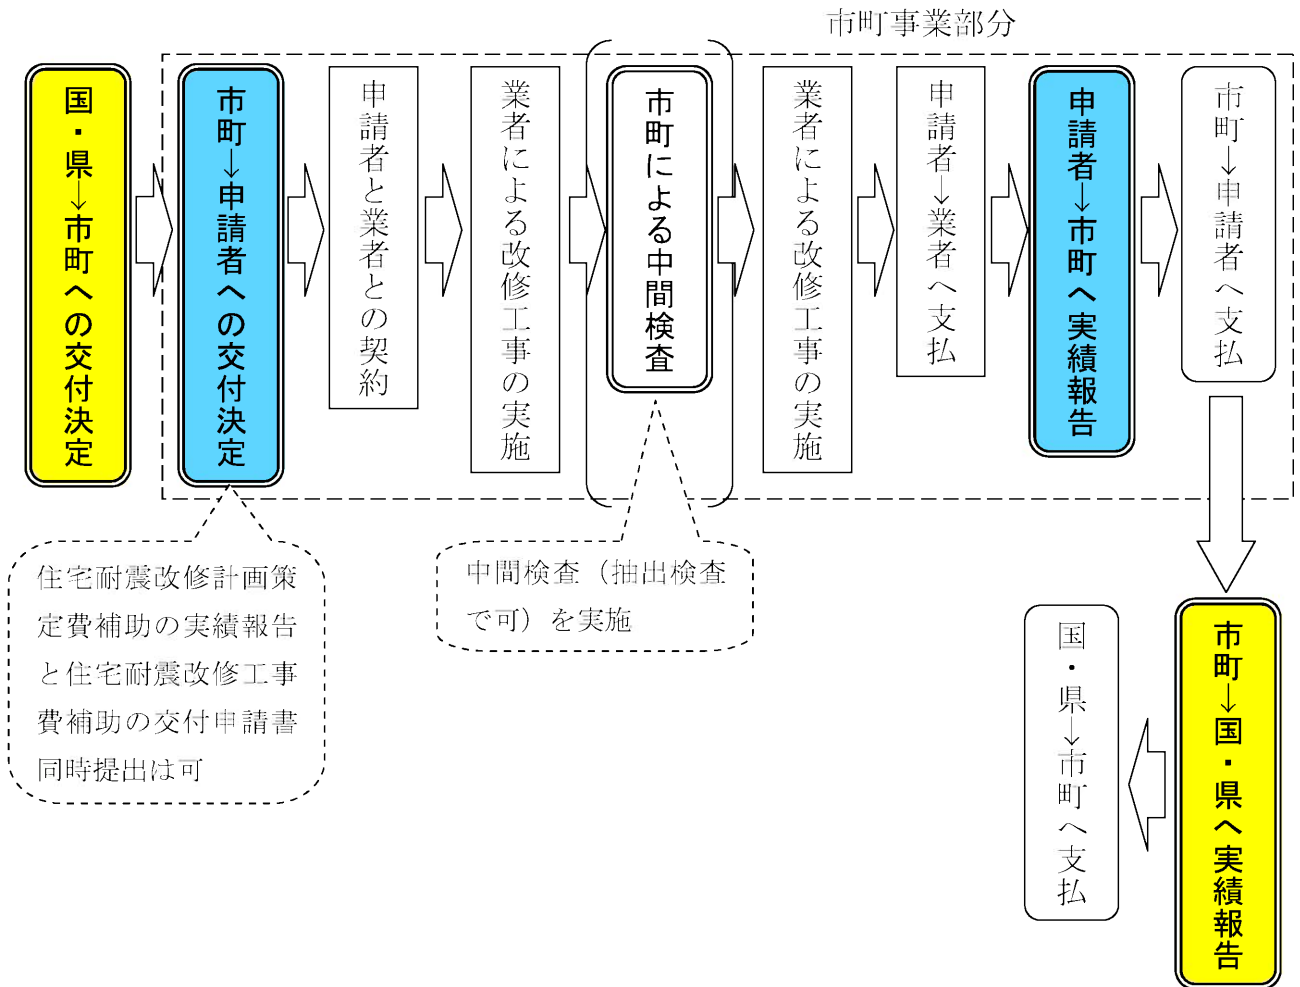 市町事業部分
国・県→市町への交付決定
市町→申請者への交付決定
申請者と業者との契約
業者による改修工事の実施
市町による中間検査
業者による改修工事の実施
申請者→業者へ支払
申請者→市町へ実績報告
市町→申請者へ支払
住宅耐震改修計画策
定費補助の実績報告
と住宅耐震改修工事
費補助の交付申請書
同時提出は可
中間検査（抽出検査
で可）を実施
市町→国・県へ実績報告
国・県→市町へ支払